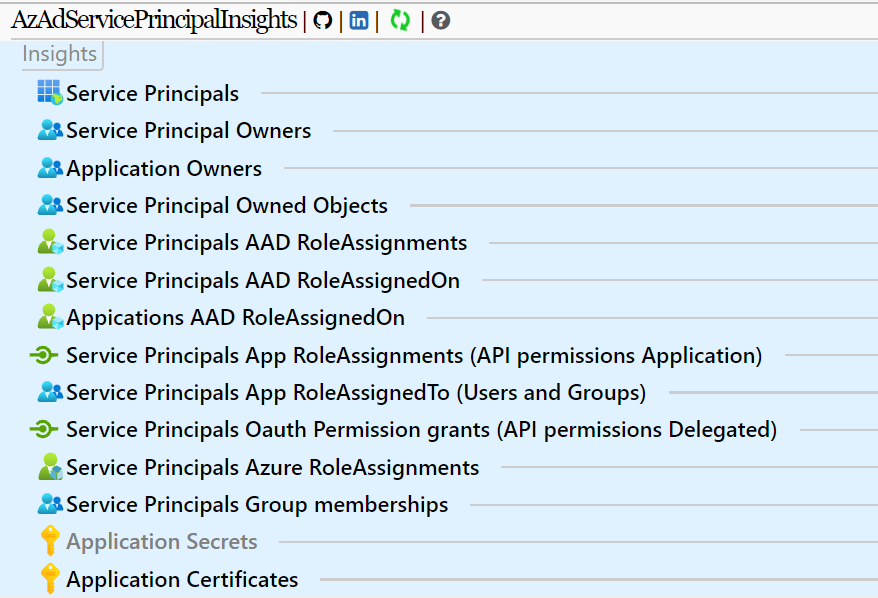 AzAdServicePrincipalInsights | | | |
Insights
Service Principals
Service Principal Owners
Application Owners
Service Principal Owned Objects
Service Principals AAD RoleAssignments
Service Principals AAD RoleAssignedOn
Appications AAD RoleAssignedOn
Service Principals App RoleAssignments (API permissions Application)
Service Principals App RoleAssignedTo (Users and Groups)
Service Principals Oauth Permission grants (API permissions Delegated)
Service Principals Azure RoleAssignments
Service Principals Group memberships
Application Secrets
Application Certificates